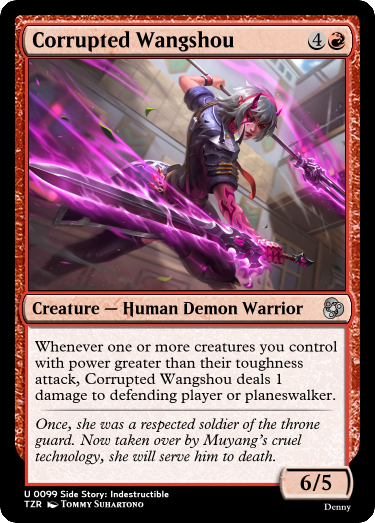 Corrupted Wangshou 4
Creature — Human Demon Warrior
Whenever one or more creatures you control
with power greater than their toughness
attack, Corrupted Wangshou deals 1
damage to defending player or planeswalker.
Once, she was a respected soldier of the throne
guard. Now taken over by Muyang's cruel
technology, she will serve him to death.
6/5
U 0099 Side Story: Indestructible
TZR Tommy Suhartono
Denny